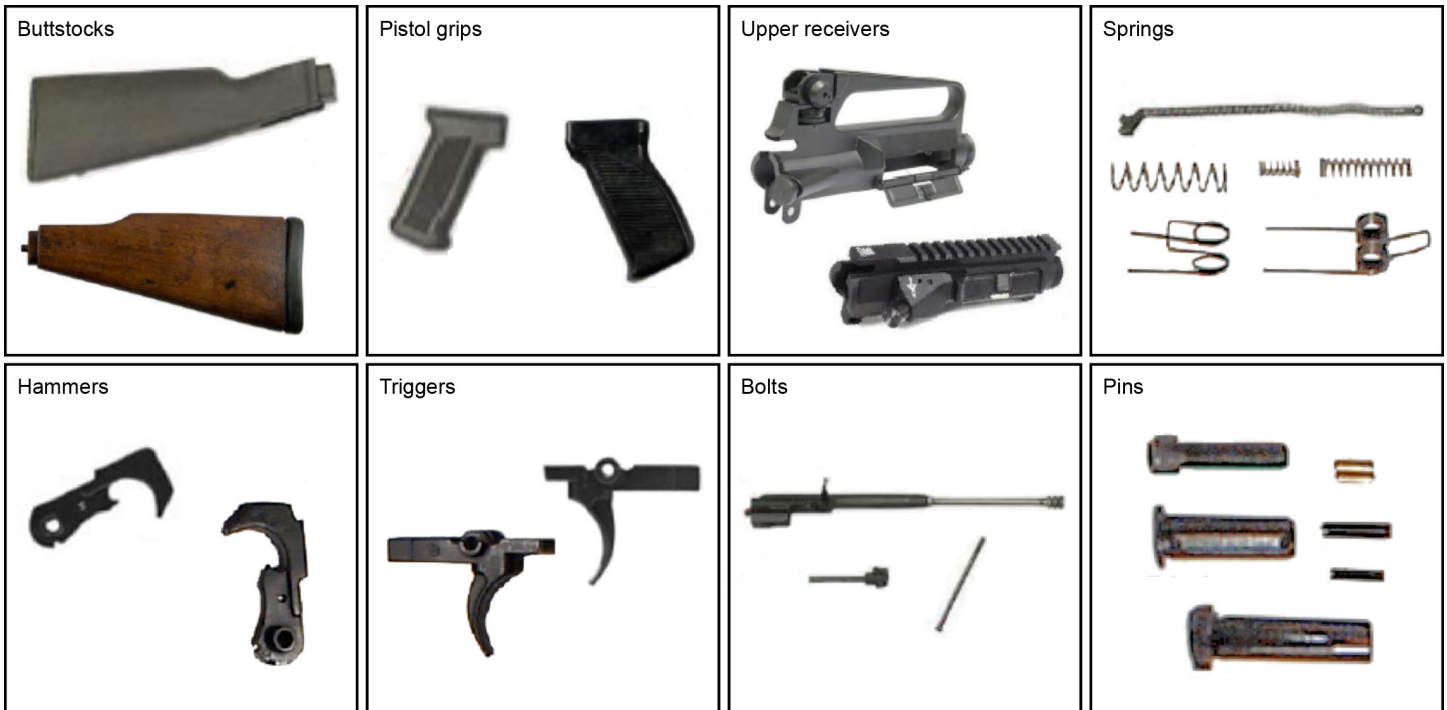 Buttstocks
Pistol grips
Upper receivers
Springs
Hammers
Triggers
Bolts
Pins